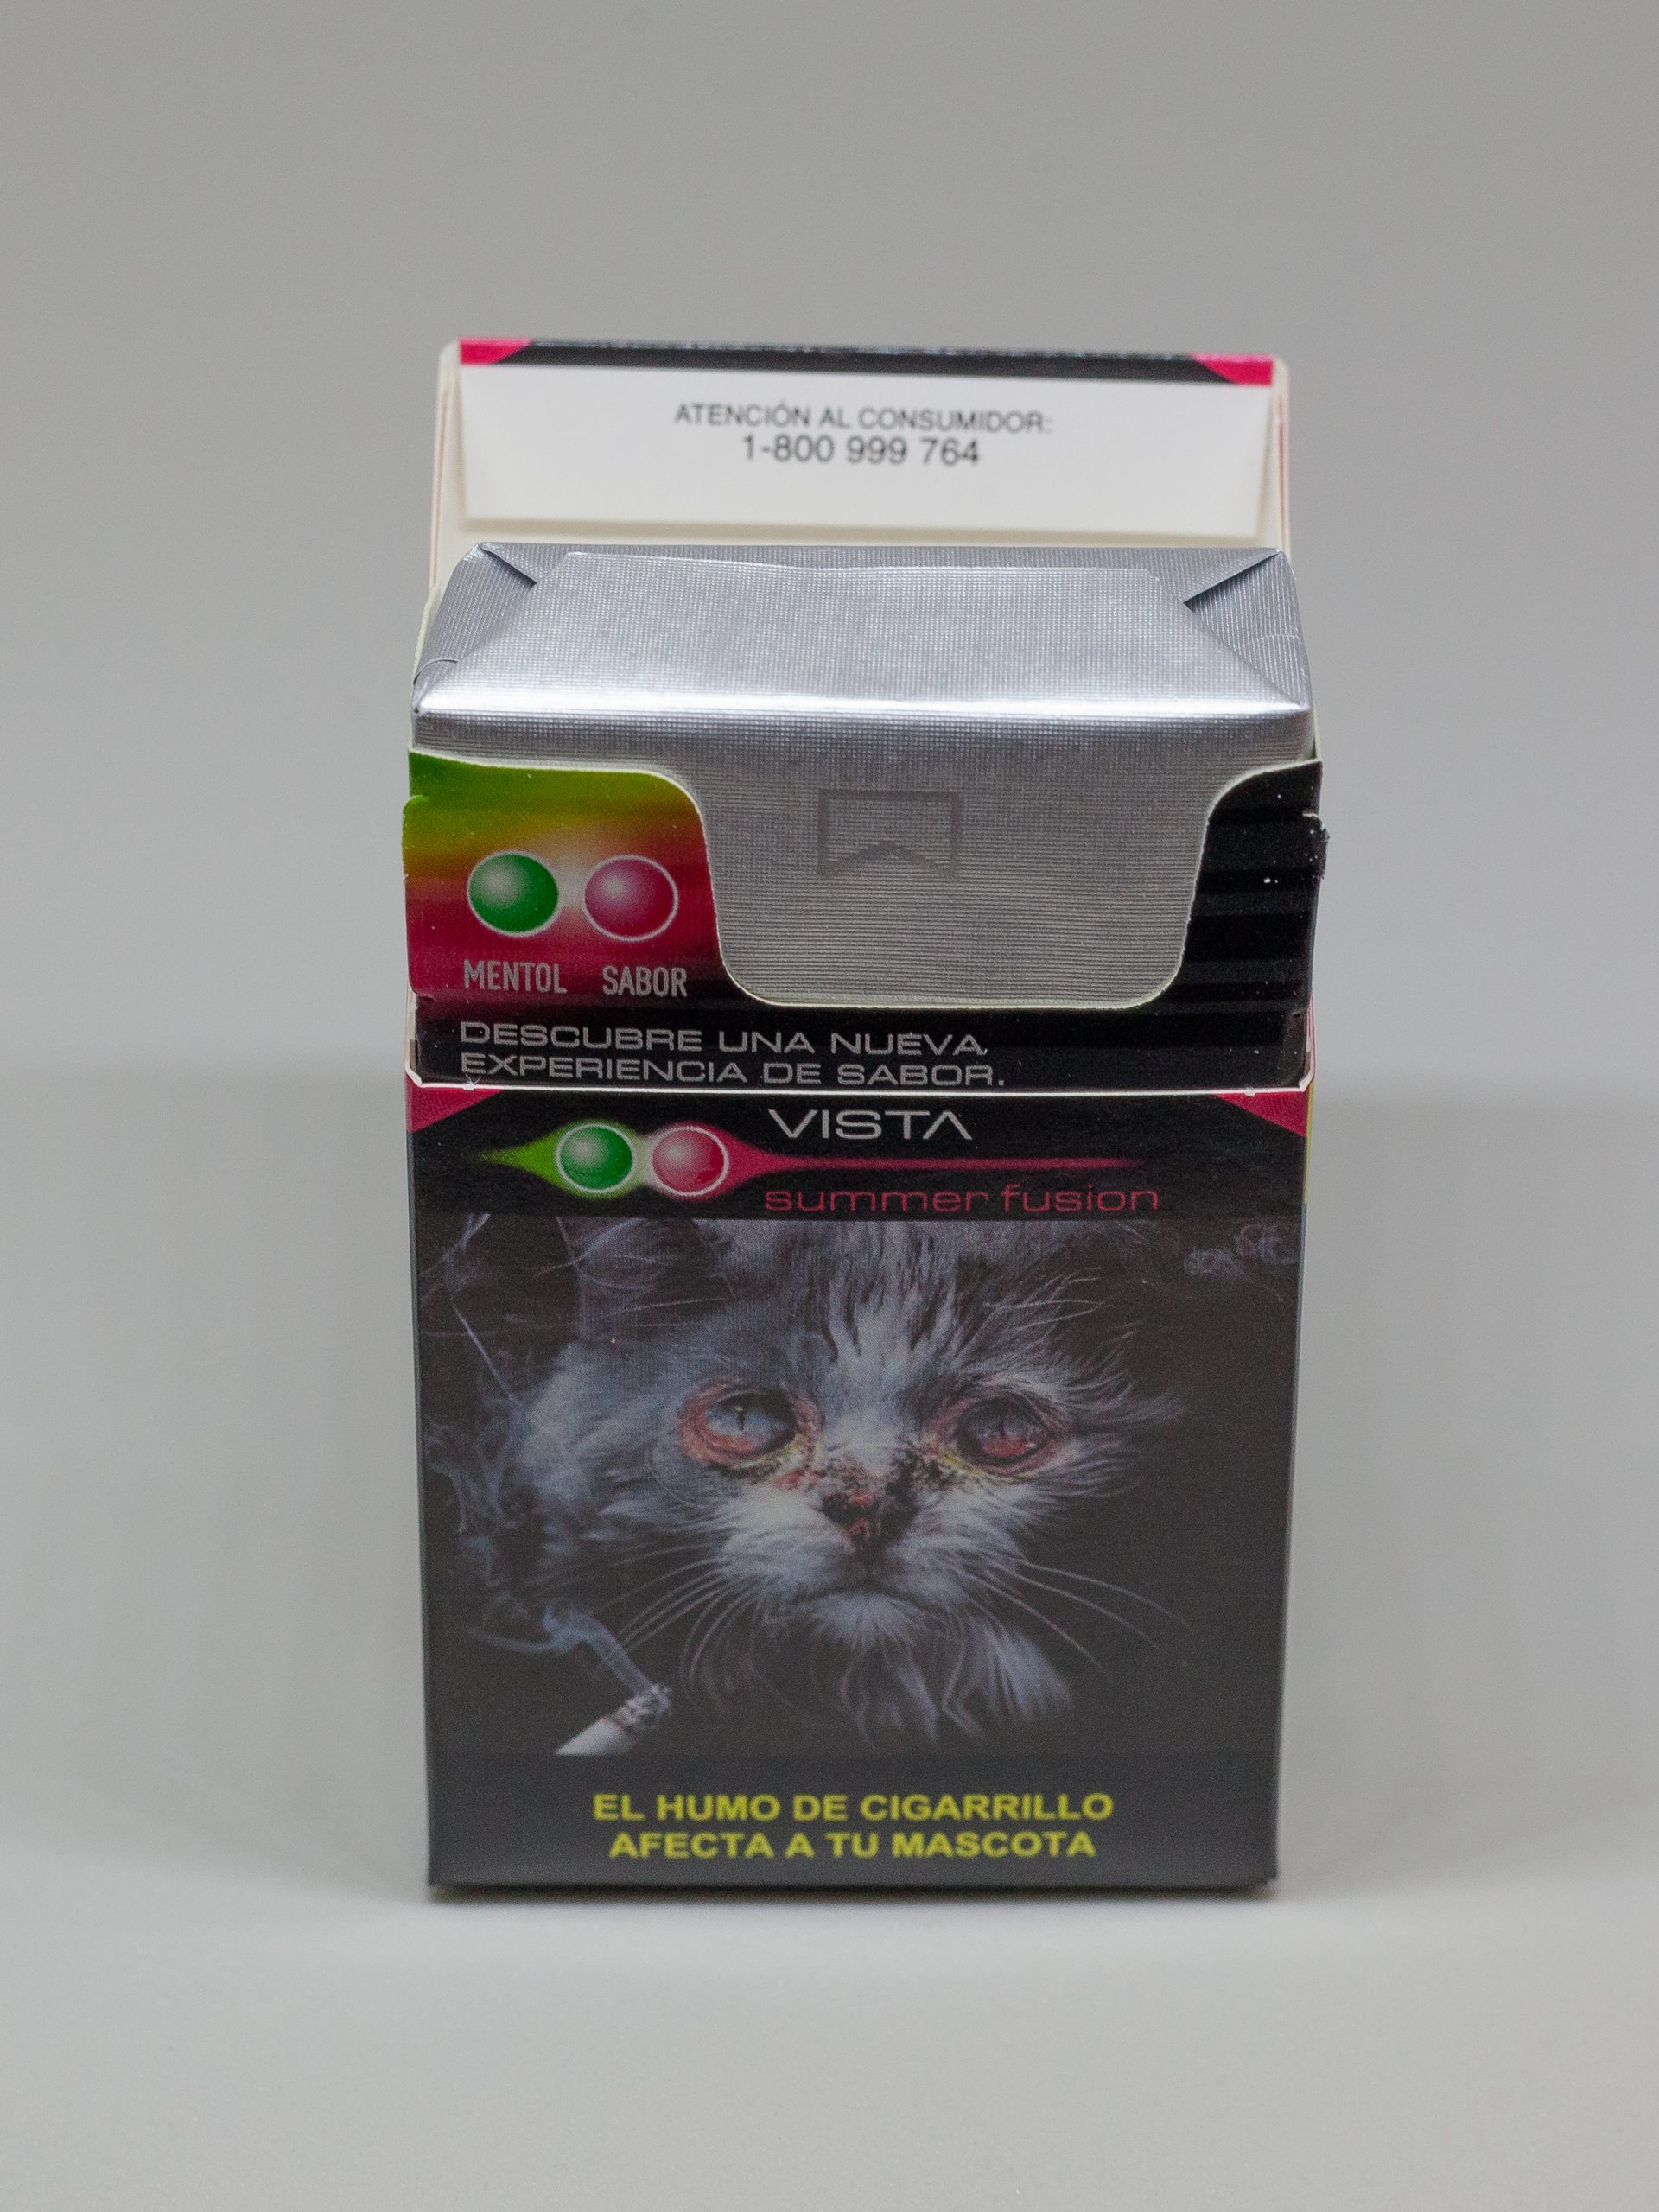 ATENCIÓN AL CONSUMIDOR:
1-800 999 764
MENTOL SABOR
DESCUBRE UNA NUEVA
EXPERIENCIA DE SABOR.
VISTA
summer fusion
EL HUMO DE CIGARRILLO
AFECTA A TU MASCOTA